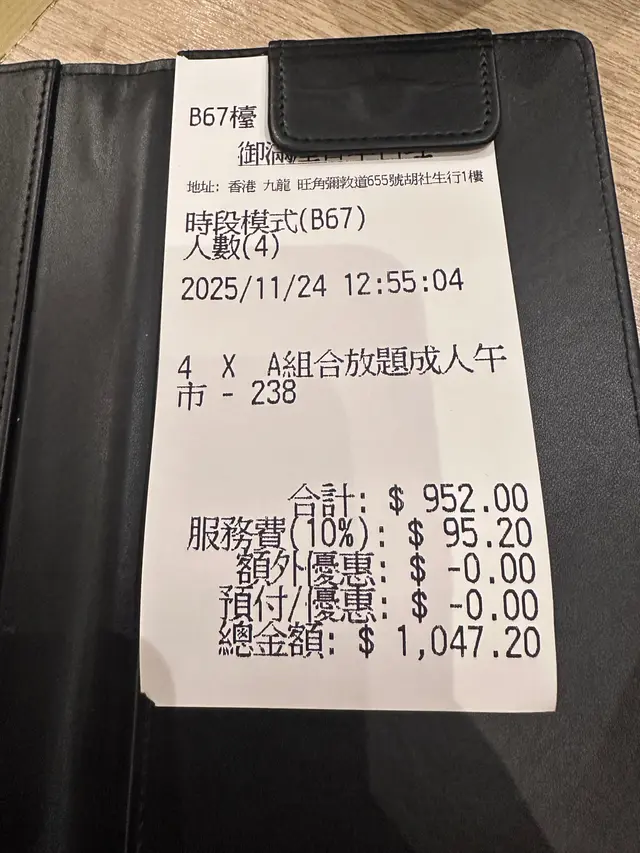 B67檯
御滿
地址: 香港 九龍 旺角彌敦道655號胡社生行1樓
時段模式(B67)
人數(4)
2025/11/24 12:55:04
4 X A組合放題成人午
市 - 238
合計: $ 952.00
服務費(10%): $ 95.20
額外優惠: $ -0.00
預付/優惠: $ -0.00
總金額: $ 1,047.20